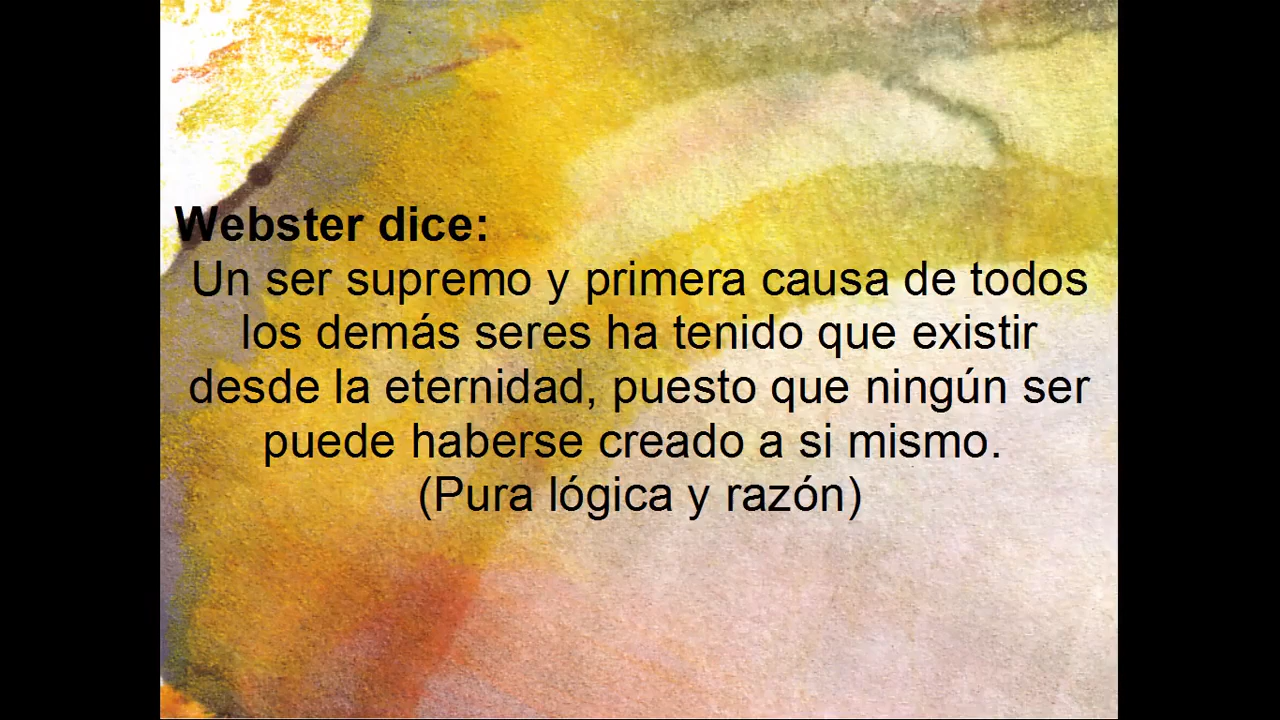 Webster dice:
Un ser supremo y primera causa de todos
los demás seres ha tenido que existir
desde la eternidad, puesto que ningún ser
puede haberse creado a si mismo.
(Pura lógica y razón)